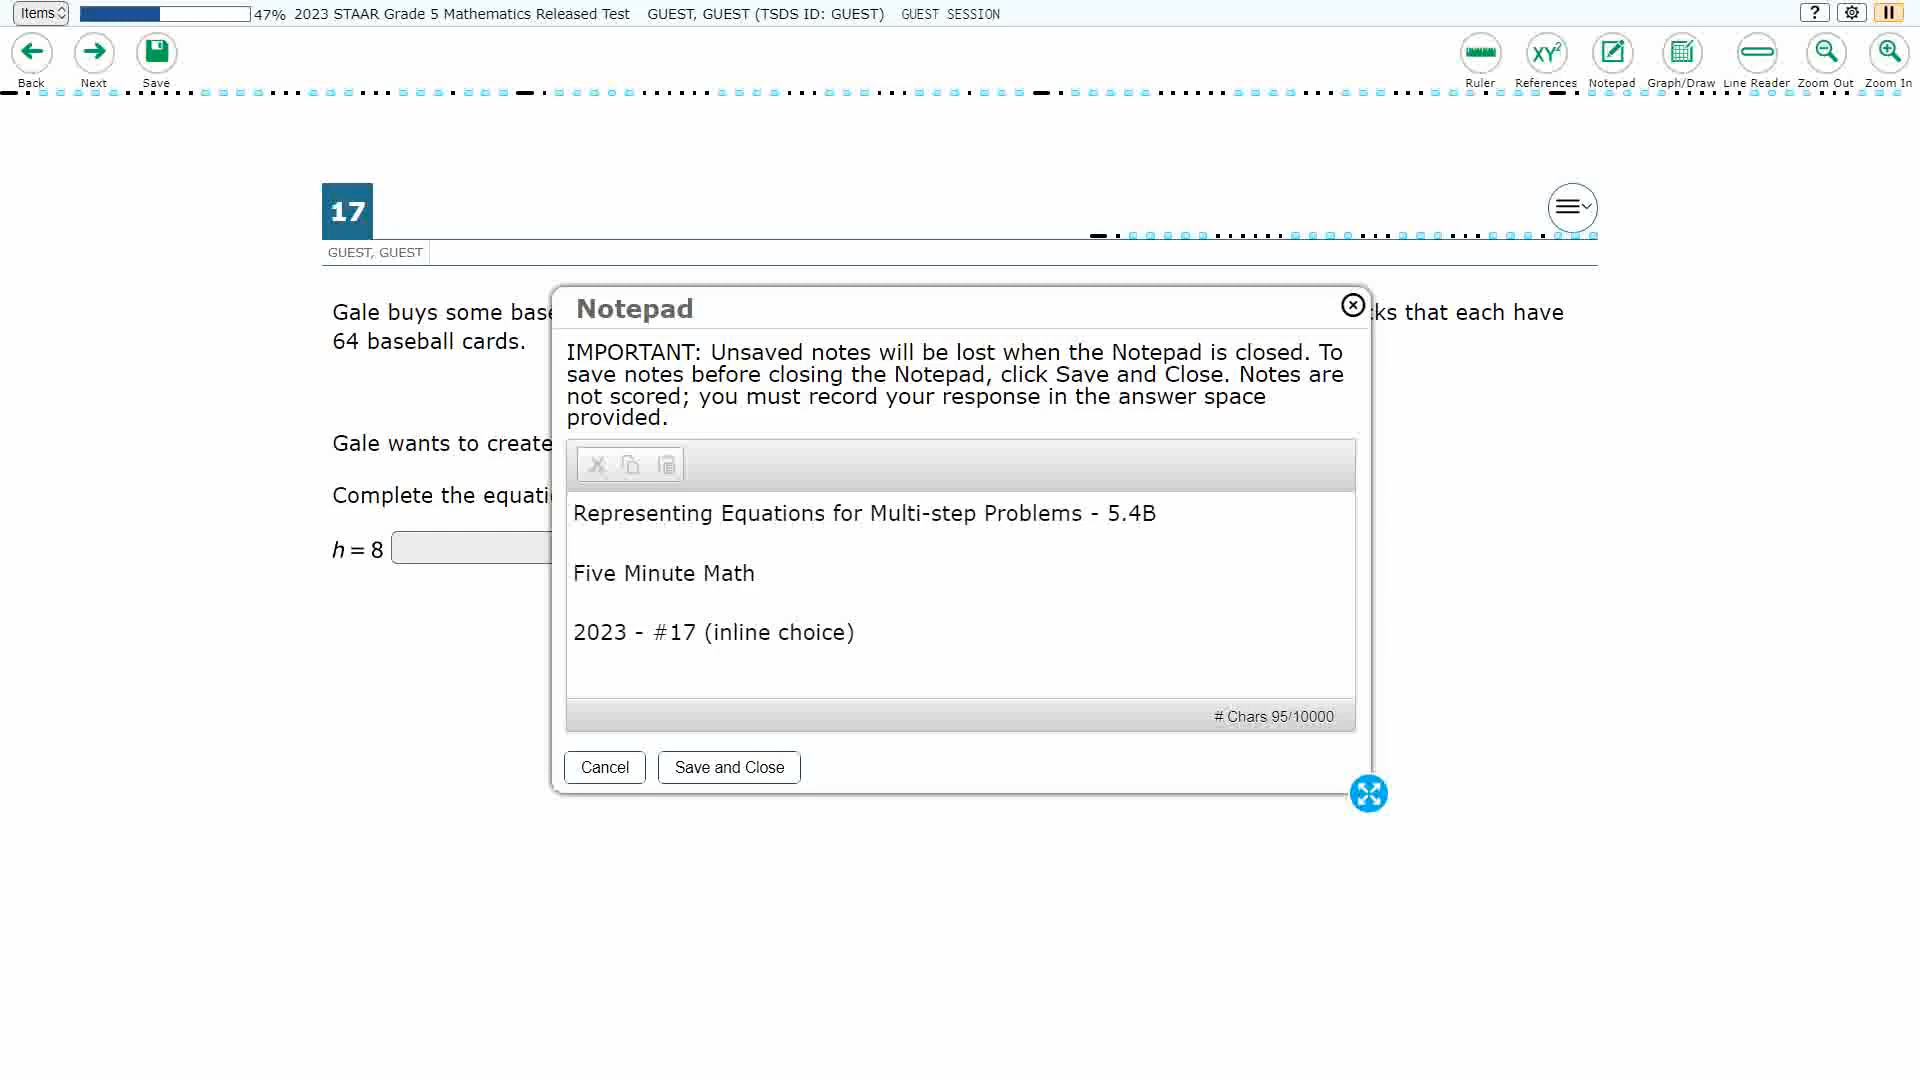 Items 47% 2023 STAAR Grade 5 Mathematics Released Test GUEST, GUEST (TSDS ID: GUEST) GUEST SESSION ?
Back Next Save Ruler XY² References Notepad Graph/Draw Line Reader Zoom Out Zoom In
17
GUEST, GUEST
Gale buys some base
ks that each have
64 baseball cards.
Gale wants to create
Complete the equati
h = 8
Notepad
IMPORTANT: Unsaved notes will be lost when the Notepad is closed. To
save notes before closing the Notepad, click Save and Close. Notes are
not scored; you must record your response in the answer space
provided.
Representing Equations for Multi-step Problems - 5.4B
Five Minute Math
2023 - #17 (inline choice)
# Chars 95/10000
Cancel Save and Close